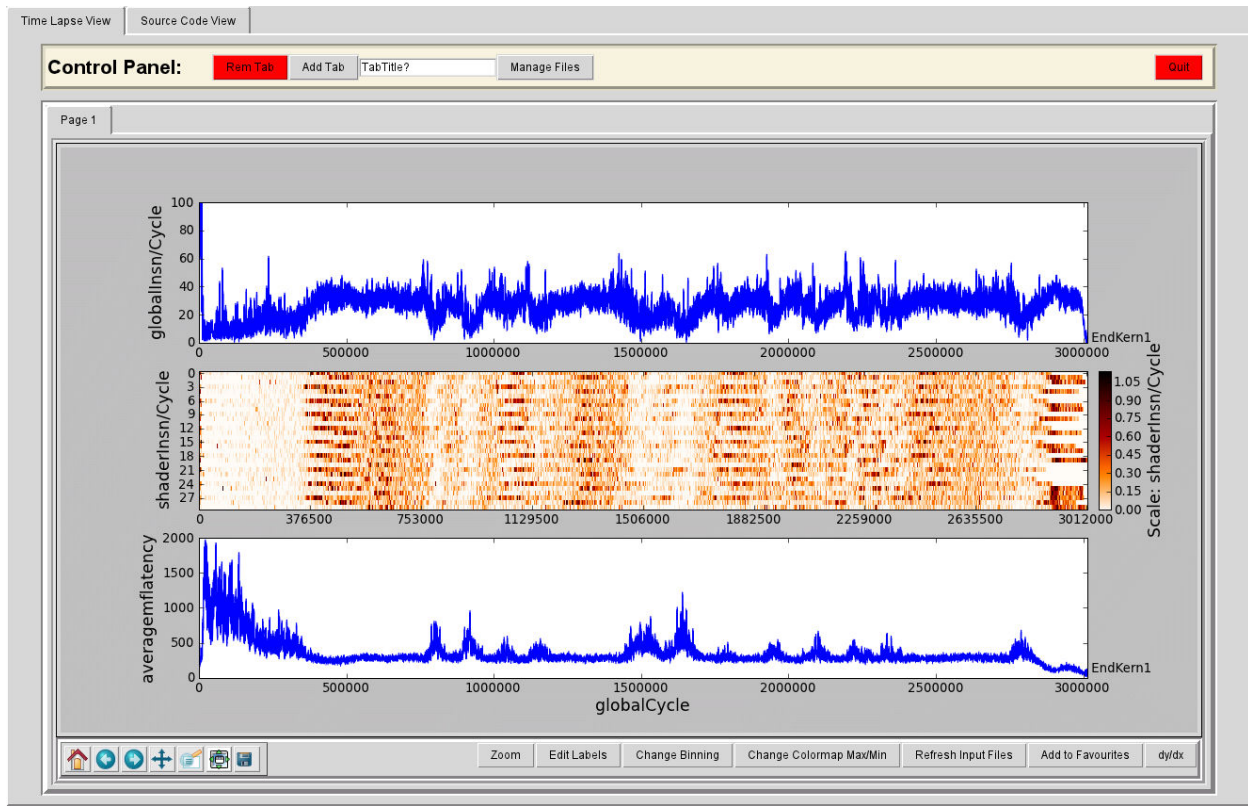 Time Lapse View Source Code View
Control Panel: Rem Tab Add Tab TabTitle? Manage Files Quit
Page 1
globalInsn/Cycle
100
80
60
40
20
0
0 500000 1000000 1500000 2000000 2500000 3000000
EndKern1
shaderInsn/Cycle
0
3
6
9
12
15
18
21
24
27
0 376500 753000 1129500 1506000 1882500 2259000 2635500 3012000
1.05
0.90
0.75
0.60
0.45
0.30
0.15
0.00
Scale: shaderInsn/Cycle
averagemflatency
2000
1500
1000
500
0
0 500000 1000000 1500000 2000000 2500000 3000000
EndKern1
globalCycle
Zoom Edit Labels Change Binning Change Colormap Max/Min Refresh Input Files Add to Favourites dy/dx